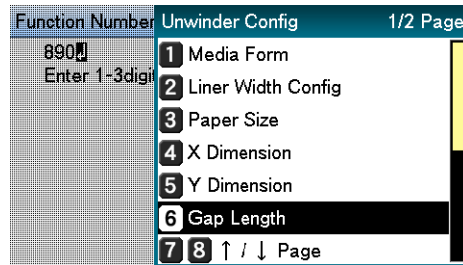 Function Number
890
Enter 1-3digi
Unwinder Config 1/2 Page
1 Media Form
2 Liner Width Config
3 Paper Size
4 X Dimension
5 Y Dimension
6 Gap Length
7 8 ↑ / ↓ Page